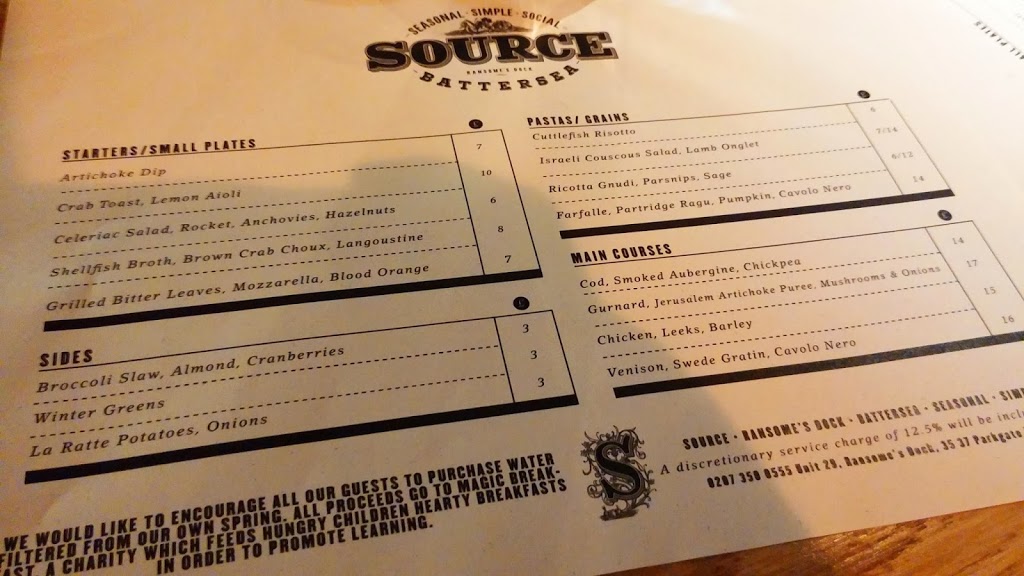 SEASONAL · SIMPLE · SOCIAL
SOURCE
RANSOME'S DOCK
BATTERSEA
STARTERS/SMALL PLATES £
Artichoke Dip 7
Crab Toast, Lemon Aioli 10
Celeriac Salad, Rocket, Anchovies, Hazelnuts 6
Shellfish Broth, Brown Crab Choux, Langoustine 8
Grilled Bitter Leaves, Mozzarella, Blood Orange 7
SIDES £
Broccoli Slaw, Almond, Cranberries 3
Winter Greens 3
La Ratte Potatoes, Onions 3
WE WOULD LIKE TO ENCOURAGE ALL OUR GUESTS TO PURCHASE WATER
FILTERED FROM OUR OWN SPRING. ALL PROCEEDS GO TO MAGIC BREAK-
AST, A CHARITY WHICH FEEDS HUNGRY CHILDREN HEARTY BREAKFASTS
IN ORDER TO PROMOTE LEARNING.
PASTAS/ GRAINS £
Cuttlefish Risotto 6
Israeli Couscous Salad, Lamb Onglet 7/14
Ricotta Gnudi, Parsnips, Sage 6/12
Farfalle, Partridge Ragu, Pumpkin, Cavolo Nero 14
MAIN COURSES £
Cod, Smoked Aubergine, Chickpea 14
Gurnard, Jerusalem Artichoke Puree, Mushrooms & Onions 17
Chicken, Leeks, Barley 15
Venison, Swede Gratin, Cavolo Nero 16
S
SOURCE · RANSOME'S DOCK · BATTERSEA · SEASONAL · SIMP
A discretionary service charge of 12.5% will be inclu
0207 350 0555 Unit 29, Ransome's Dock, 35 37 Parkgate